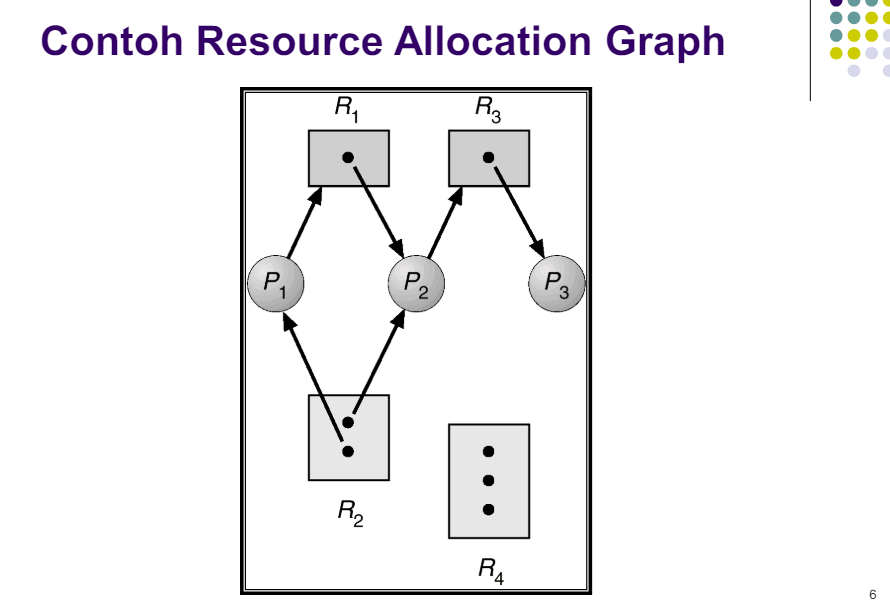 Contoh Resource Allocation Graph
R1 R3
P1 P2 P3
R2
R4
6